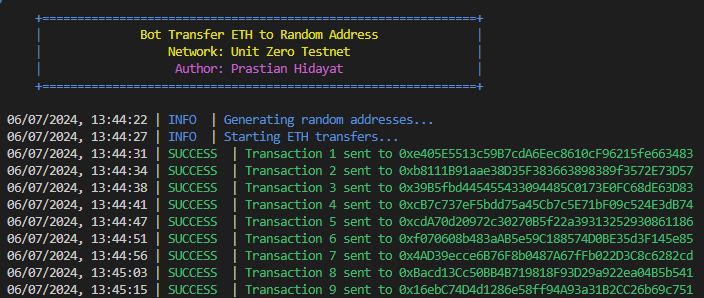 +==============================================================+
| Bot Transfer ETH to Random Address |
| Network: Unit Zero Testnet |
| Author: Prastian Hidayat |
+==============================================================+
06/07/2024, 13:44:22 | INFO | Generating random addresses...
06/07/2024, 13:44:27 | INFO | Starting ETH transfers...
06/07/2024, 13:44:31 | SUCCESS | Transaction 1 sent to 0xe405E5513c59B7cdA6Eec8610cF96215fe663483
06/07/2024, 13:44:34 | SUCCESS | Transaction 2 sent to 0xb8111B91aae38D35F383663898389f3572E73D57
06/07/2024, 13:44:38 | SUCCESS | Transaction 3 sent to 0x39B5fbd445455433094485C0173E0FC68dE63D83
06/07/2024, 13:44:41 | SUCCESS | Transaction 4 sent to 0xcB7c737eF5bdd75a45Cb7c5E71bF09c524E3dB74
06/07/2024, 13:44:47 | SUCCESS | Transaction 5 sent to 0xcdA70d20972c30270B5f22a39313252930861186
06/07/2024, 13:44:51 | SUCCESS | Transaction 6 sent to 0xf070608b483aAB5e59C188574D0BE35d3F145e85
06/07/2024, 13:44:56 | SUCCESS | Transaction 7 sent to 0x4AD39ecce6B76F8b0487A67fFb022D3C8c6282cd
06/07/2024, 13:45:03 | SUCCESS | Transaction 8 sent to 0xBacd13Cc50BB4B719818F93D29a922ea04B5b541
06/07/2024, 13:45:15 | SUCCESS | Transaction 9 sent to 0x16ebC74D4d1286e58ff94A93a31B2CC26b69c751